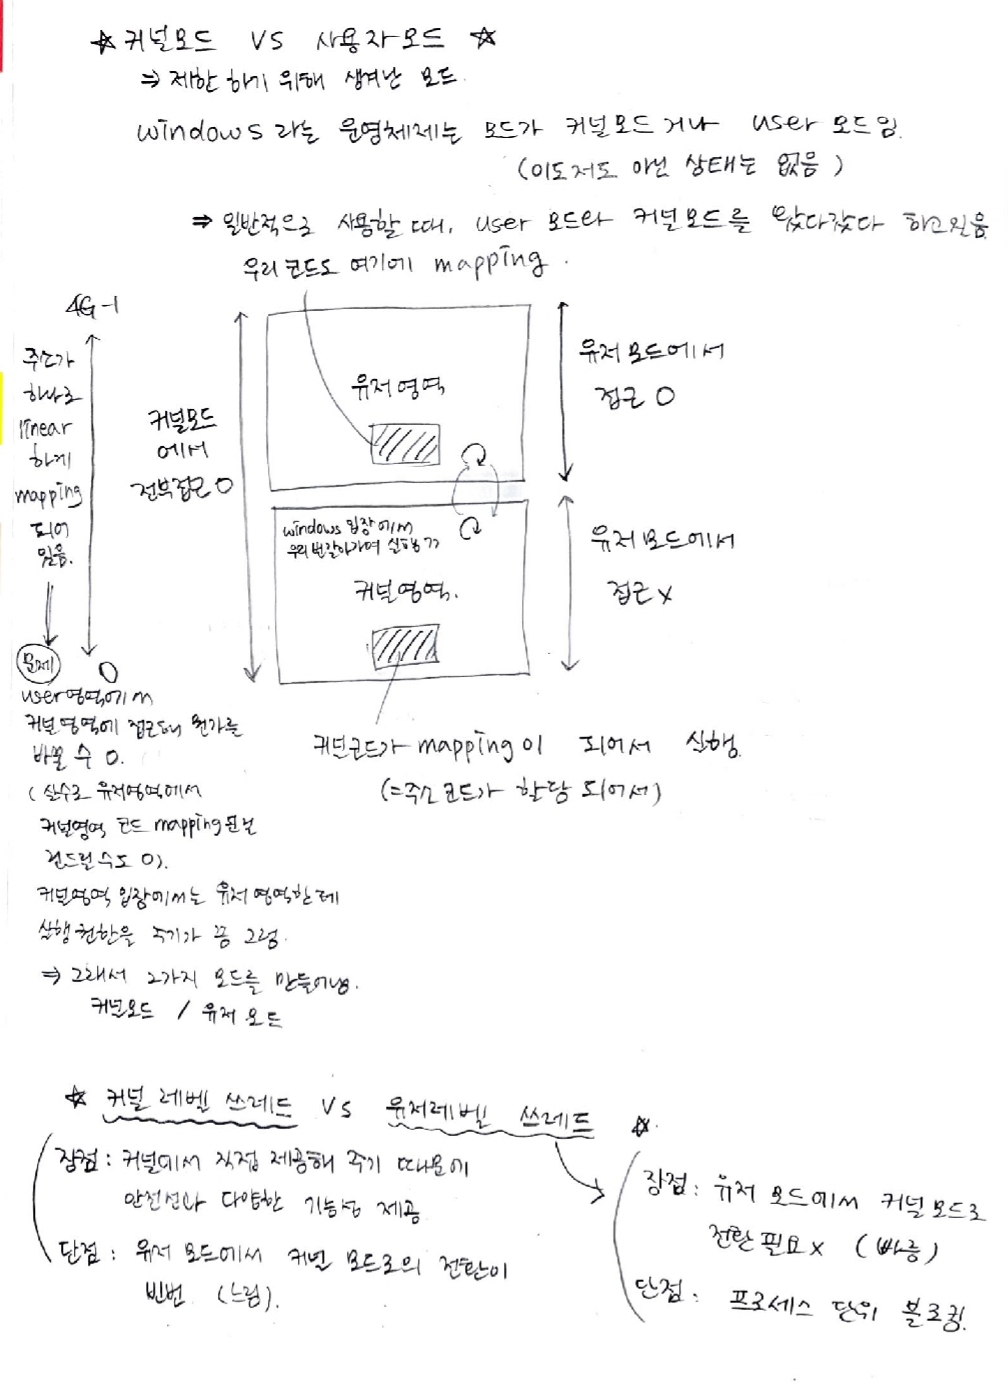 ☆ 커널모드 VS 사용자모드 ☆
⇒ 제한하기 위해 생겨난 모드.
windows 라는 운영체제는 모드가 커널모드거나 user 모드임.
(이도저도 아닌 상태는 없음)
⇒ 일반적으로 사용할 때, user 모드와 커널모드를 왔다갔다 하고있음
우리코드도 여기에 mapping.
4G-1
주소가
하나로
linear
하게
mapping
되어
있음.
0
커널모드
에서
전부접근 O
유저영역
유저모드에서
접근 O
windows 입장에서
우리 번갈아가며 실행
커널영역.
유저모드에서
접근 X
커널코드가 mapping이 되어서 실행
(=주소 코드가 할당 되어서)
문제
user영역에서
커널영역에 접근해 뭔가를
바꿀 수 O.
(실수로 유저영역에서
커널영역 코드 mapping된걸
건드릴수도 O).
커널영역 입장에서는 유저영역한테
실행권한을 주기가 좀 그럼.
⇒ 그래서 2가지 모드를 만들어냄.
커널모드 / 유저모드
☆ 커널 레벨 쓰레드 VS 유저레벨 쓰레드 ☆
장점 : 커널에서 직접 제공해 주기 때문에
안전성과 다양한 기능성 제공
단점 : 유저 모드에서 커널 모드로의 전환이
빈번 (느림).
장점 : 유저 모드에서 커널모드로
전환 필요 X (빠름)
단점 : 프로세스 단위 블로킹.